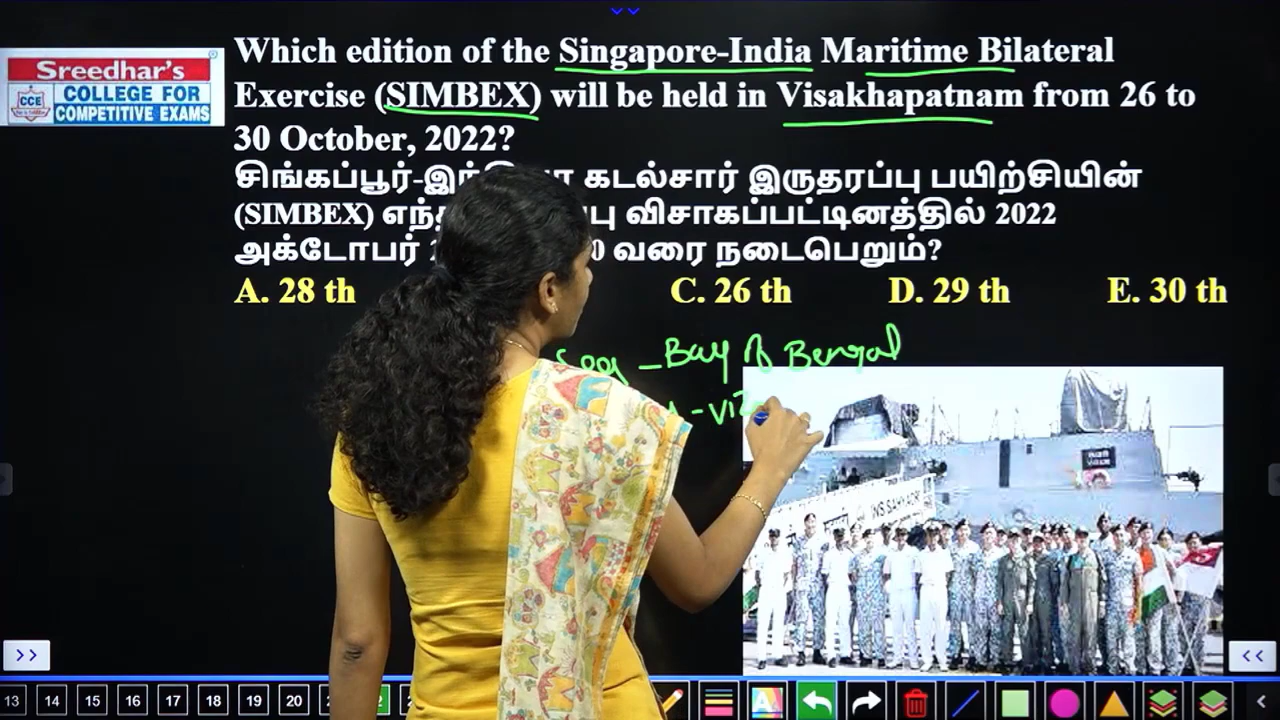 Sreedhar's
CCE
COLLEGE FOR
COMPETITIVE EXAMS
Which edition of the Singapore-India Maritime Bilateral
Exercise (SIMBEX) will be held in Visakhapatnam from 26 to
30 October, 2022?
சிங்கப்பூர்-இந் கடல்சார் இருதரப்பு பயிற்சியின்
(SIMBEX) எந்த பு விசாகப்பட்டினத்தில் 2022
அக்டோபர் 2 0 வரை நடைபெறும்?
A. 28 th C. 26 th D. 29 th E. 30 th
Bay of Bengal
>> 
<<
13 14 15 16 17 18 19 20